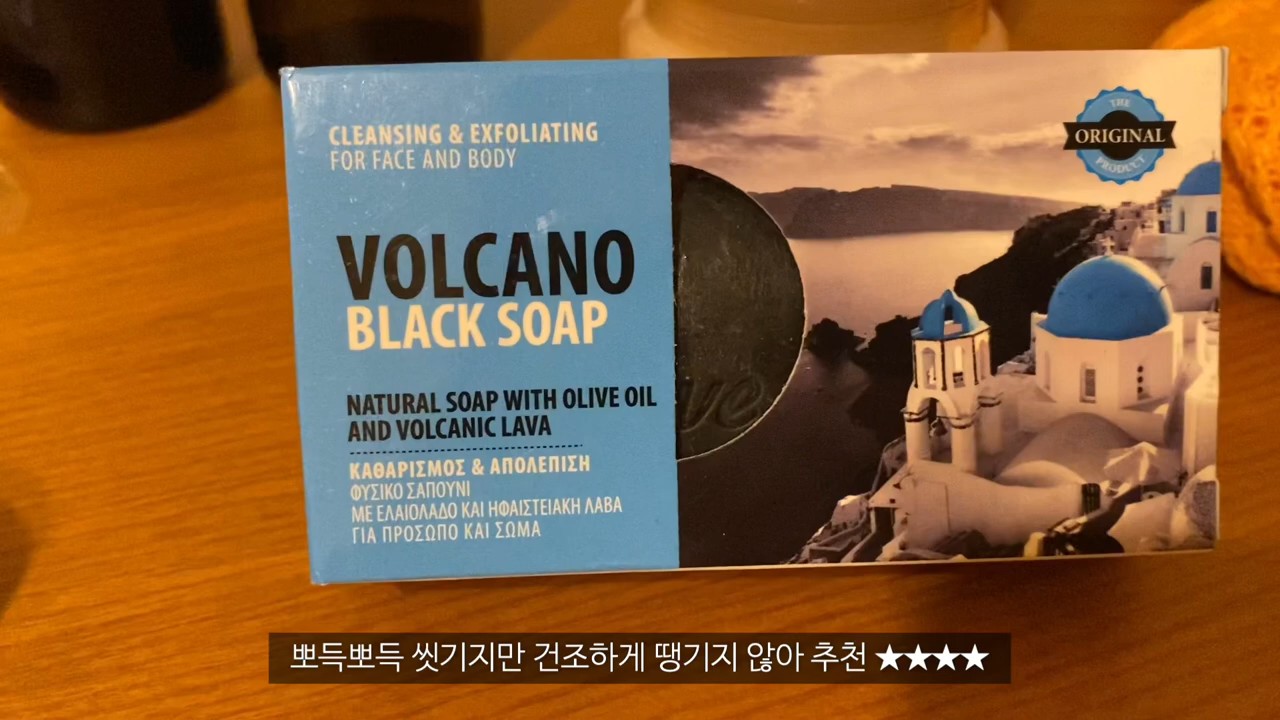 CLEANSING & EXFOLIATING
FOR FACE AND BODY
VOLCANO
BLACK SOAP
NATURAL SOAP WITH OLIVE OIL
AND VOLCANIC LAVA
ΚΑΘΑΡΙΣΜΟΣ & ΑΠΟΛΕΠΙΣΗ
ΦΥΣΙΚΟ ΣΑΠΟΥΝΙ
ΜΕ ΕΛΑΙΟΛΑΔΟ ΚΑΙ ΗΦΑΙΣΤΕΙΑΚΗ ΛΑΒΑ
ΓΙΑ ΠΡΟΣΩΠΟ ΚΑΙ ΣΩΜΑ
THE
ORIGINAL
PRODUCT
ve
뽀득뽀득 씻기지만 건조하게 땡기지 않아 추천 ★★★★